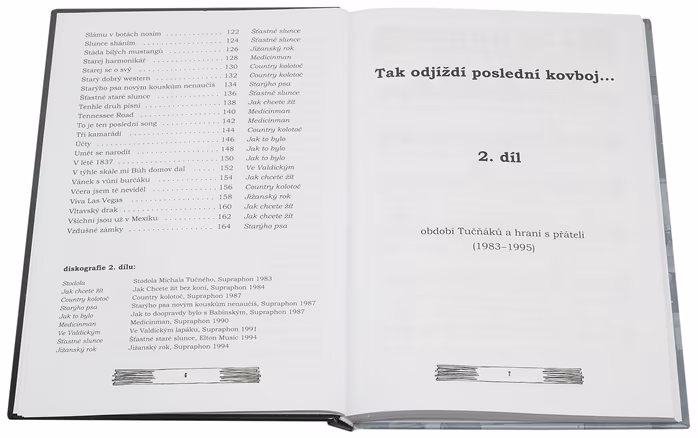 Slámu v botách nosím 122 Šťastné slunce
Slunce sháním 124 Šťastné slunce
Stáda bílých mustangů 126 Jižanský rok
Starej harmonikář 128 Medicinman
Starej se o svý 130 Country kolotoč
Starý dobrý western 132 Country kolotoč
Starýho psa novým kouskům nenaučíš 134 Starýho psa
Šťastné staré slunce 136 Šťastné slunce
Tenhle druh písní 138 Jak chcete žít
Tennessee Road 140 Medicinman
To je ten poslední song 142 Medicinman
Tři kamarádi 144 Country kolotoč
Účty 146 Jak to bylo
Umět se narodit 148 Jak to bylo
V létě 1837 150 Jak to bylo
V týhle skále mi Bůh domov dal 152 Ve Valdickým
Vánek s vůní burčáku 154 Jak chcete žít
Včera jsem tě neviděl 156 Country kolotoč
Viva Las Vegas 158 Jižanský rok
Vltavský drak 160 Jak chcete žít
Všichni jsou už v Mexiku 162 Jak chcete žít
Vzdušné zámky 164 Starýho psa
diskografie 2. dílu:
Stodola Stodola Michala Tučného, Supraphon 1983
Jak chcete žít Jak Chcete žít bez koní, Supraphon 1984
Country kolotoč Country kolotoč, Supraphon 1987
Starýho psa Starýho psa novým kouskům nenaučíš, Supraphon 1987
Jak to bylo Jak to doopravdy bylo s Babinským, Supraphon 1987
Medicinman Medicinman, Supraphon 1990
Ve Valdickým Ve Valdickým lapáku, Supraphon 1991
Šťastné slunce Šťastné staré slunce, Elton Music 1994
Jižanský rok Jižanský rok, Supraphon 1994
6
Tak odjíždí poslední kovboj...
2. díl
období Tučňáků a hraní s přáteli
(1983–1995)
7